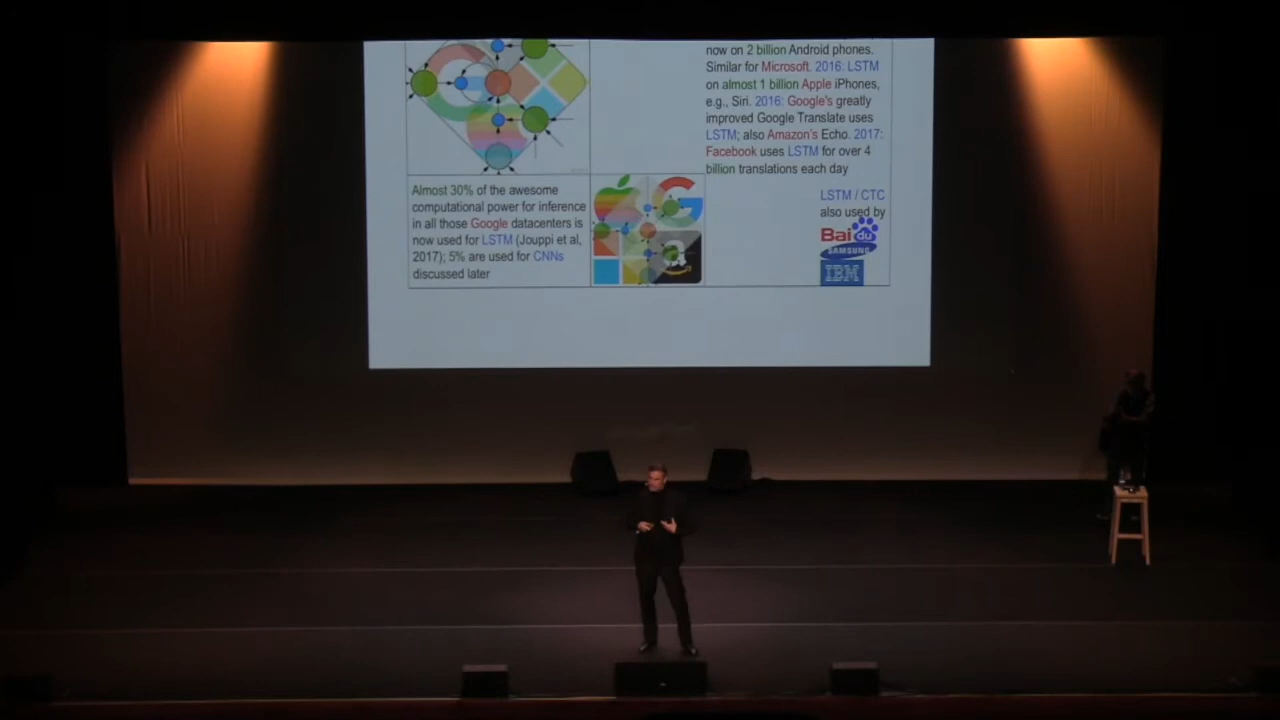 now on 2 billion Android phones.
Similar for Microsoft. 2016: LSTM
on almost 1 billion Apple iPhones,
e.g., Siri. 2016: Google's greatly
improved Google Translate uses
LSTM; also Amazon's Echo. 2017:
Facebook uses LSTM for over 4
billion translations each day
Almost 30% of the awesome
computational power for inference
in all those Google datacenters is
now used for LSTM (Jouppi et al,
2017); 5% are used for CNNs
discussed later
LSTM / CTC
also used by
Baidu
SAMSUNG
IBM